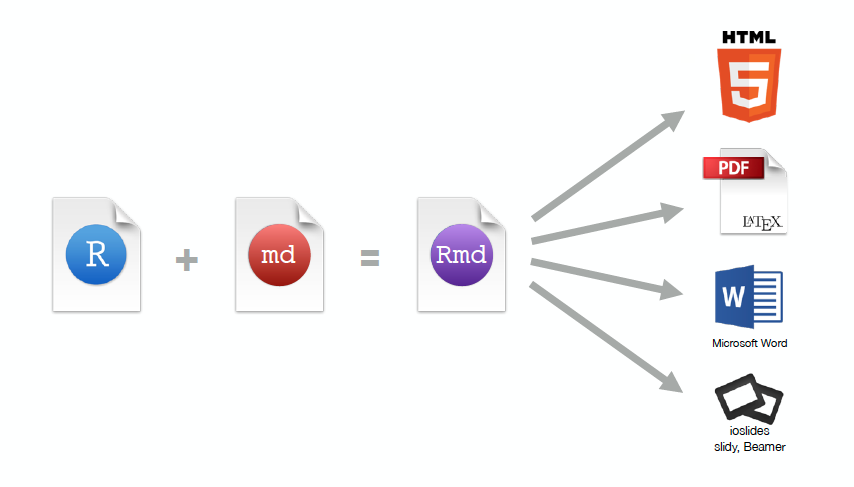 R
+
md
=
Rmd
HTML
5
PDF
LATEX
W
Microsoft Word
ioslides
slidy, Beamer